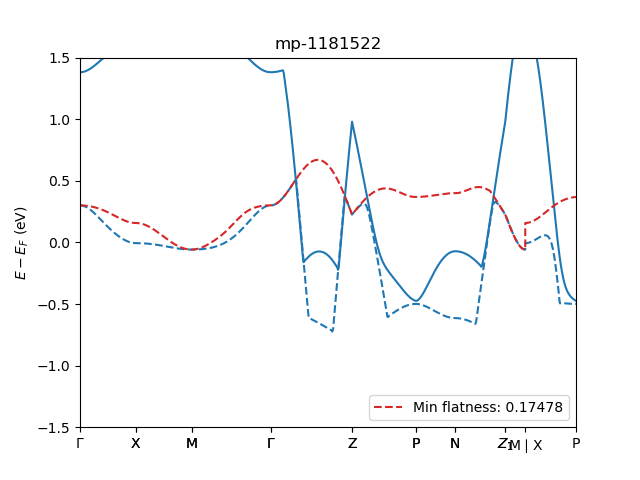 mp-1181522
E − E_F (eV)
1.5
1.0
0.5
0.0
−0.5
−1.0
−1.5
Min flatness: 0.17478
Γ X M Γ Z P N Z₁ M | X P